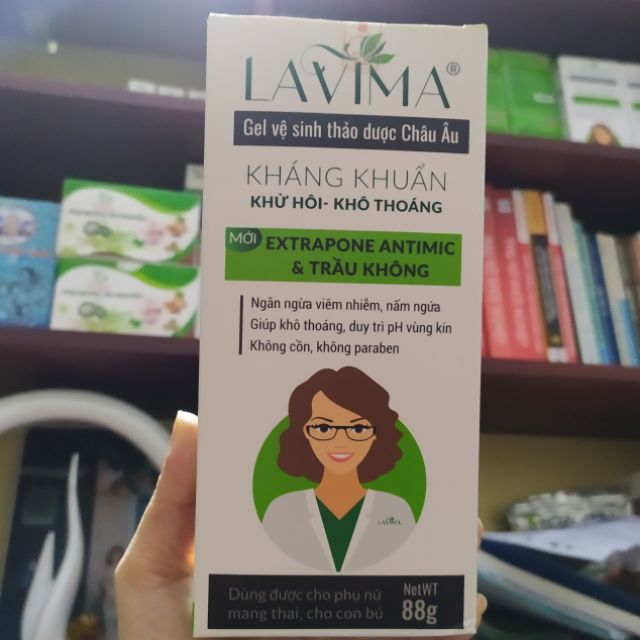 LAVIMA®
Gel vệ sinh thảo dược Châu Âu
KHÁNG KHUẨN
KHỬ HÔI- KHÔ THOÁNG
MỚI EXTRAPONE ANTIMIC
& TRẦU KHÔNG
Ngăn ngừa viêm nhiễm, nấm ngứa
Giúp khô thoáng, duy trì pH vùng kín
Không cồn, không paraben
LAVIMA
Dùng được cho phụ nữ
mang thai, cho con bú
NetWT
88g